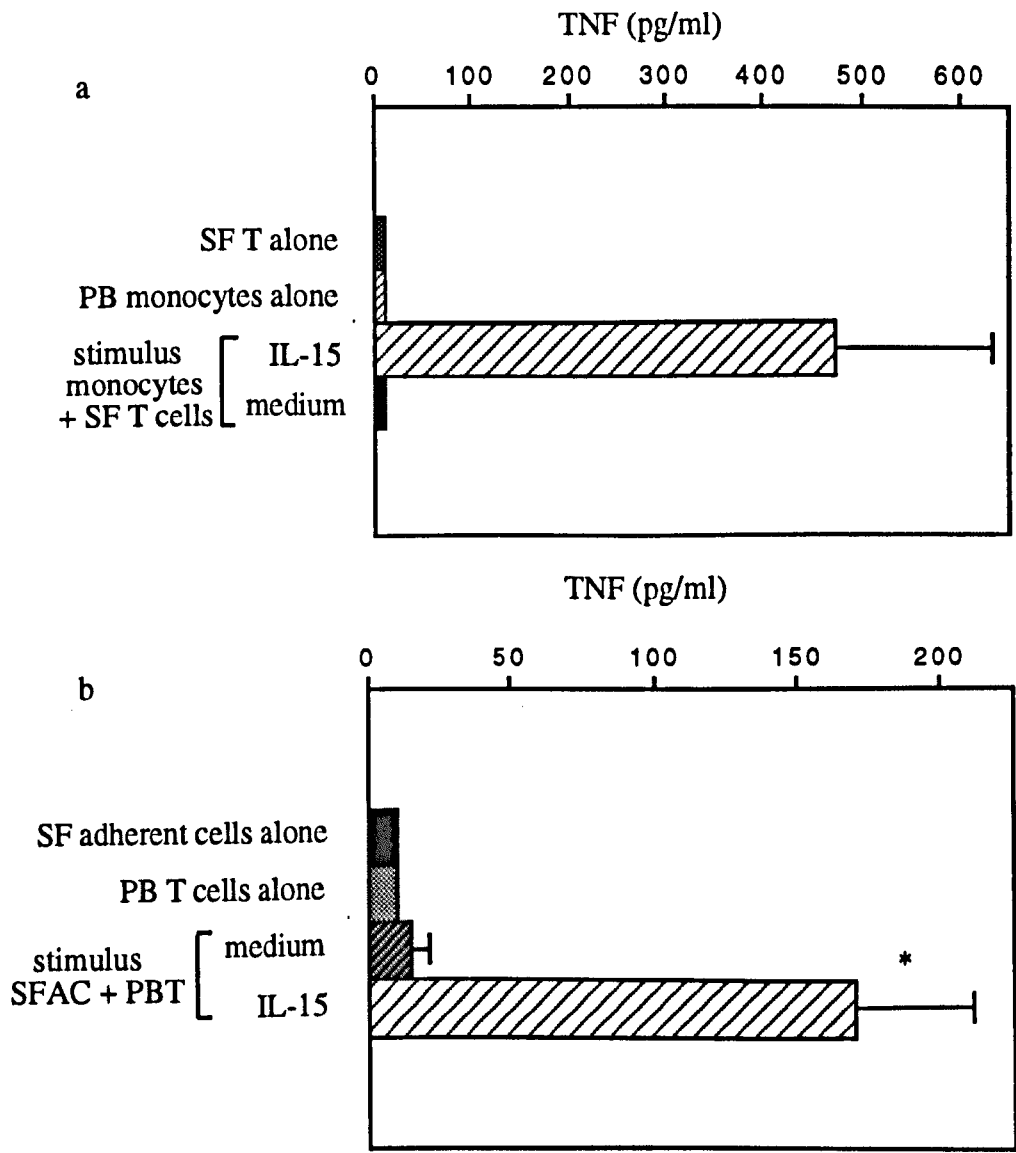 TNF (pg/ml)
a
0 100 200 300 400 500 600
SF T alone
PB monocytes alone
stimulus
monocytes
+ SF T cells
IL-15
medium
TNF (pg/ml)
b
0 50 100 150 200
SF adherent cells alone
PB T cells alone
stimulus
SFAC + PBT
medium
IL-15
*